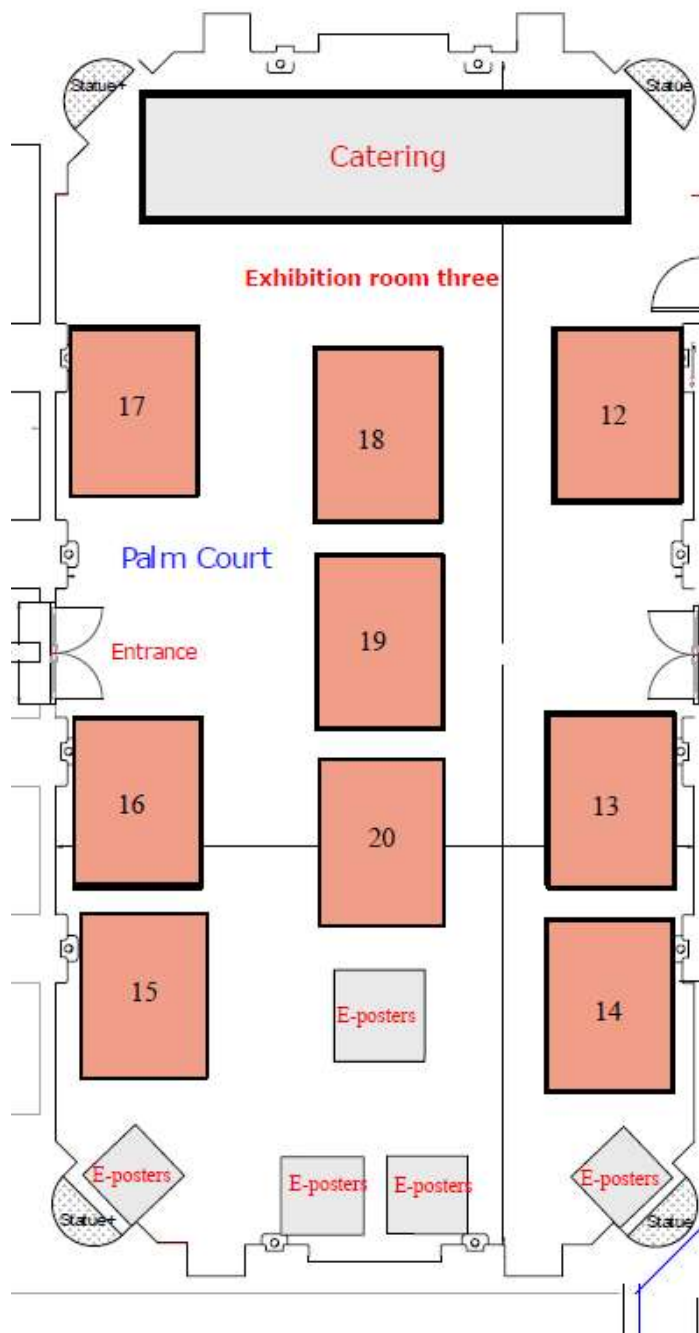 Statue+
Statue
Catering
Exhibition room three
17
18
12
Palm Court
19
Entrance
16
20
13
15
14
E-posters
E-posters
E-posters
E-posters
E-posters
Statue+
Statue